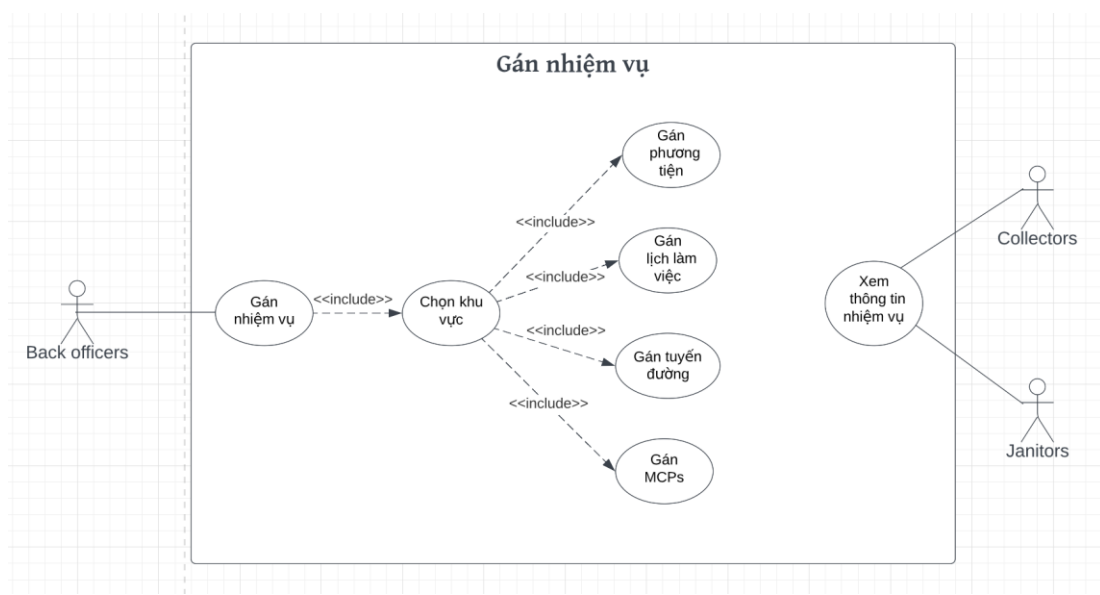 Gán nhiệm vụ
Gán
phương
tiện
<<include>>
Collectors
Gán
lịch làm
việc
<<include>>
Xem
thông tin
nhiệm vụ
Gán
nhiệm vụ
<<include>>
Chọn khu
vực
<<include>>
Back officers
Gán tuyến
đường
<<include>>
Janitors
Gán
MCPs